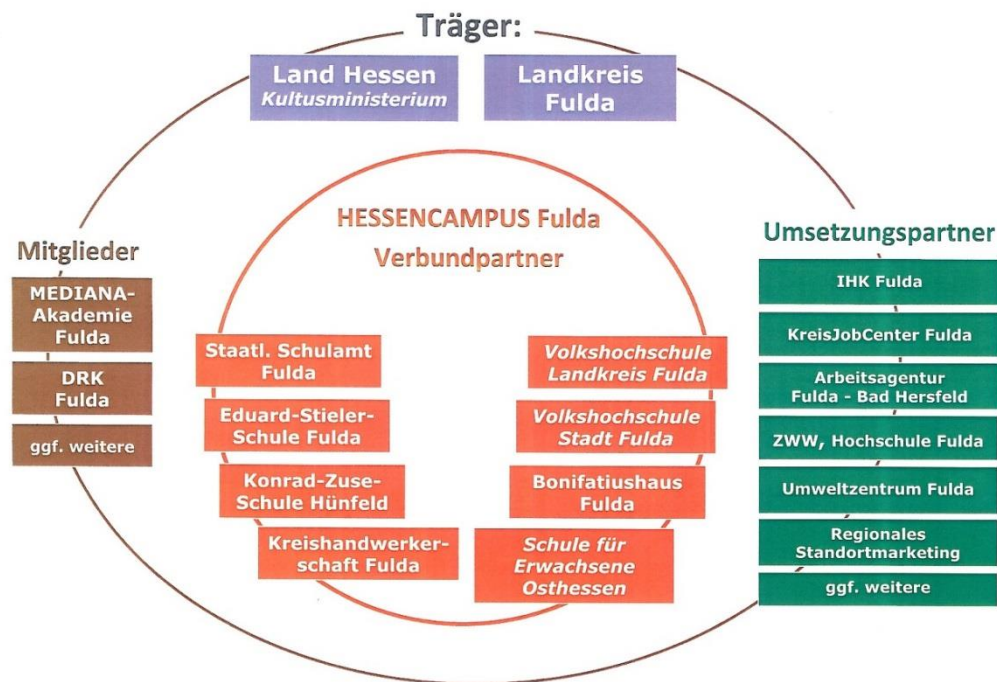 Träger:
Land Hessen
Kultusministerium
Landkreis
Fulda
HESSENCAMPUS Fulda
Verbundpartner
Mitglieder
MEDIANA-
Akademie
Fulda
DRK
Fulda
ggf. weitere
Staatl. Schulamt
Fulda
Eduard-Stieler-
Schule Fulda
Konrad-Zuse-
Schule Hünfeld
Kreishandwerker-
schaft Fulda
Volkshochschule
Landkreis Fulda
Volkshochschule
Stadt Fulda
Bonifatiushaus
Fulda
Schule für
Erwachsene
Osthessen
Umsetzungspartner
IHK Fulda
KreisJobCenter Fulda
Arbeitsagentur
Fulda - Bad Hersfeld
ZWW, Hochschule Fulda
Umweltzentrum Fulda
Regionales
Standortmarketing
ggf. weitere